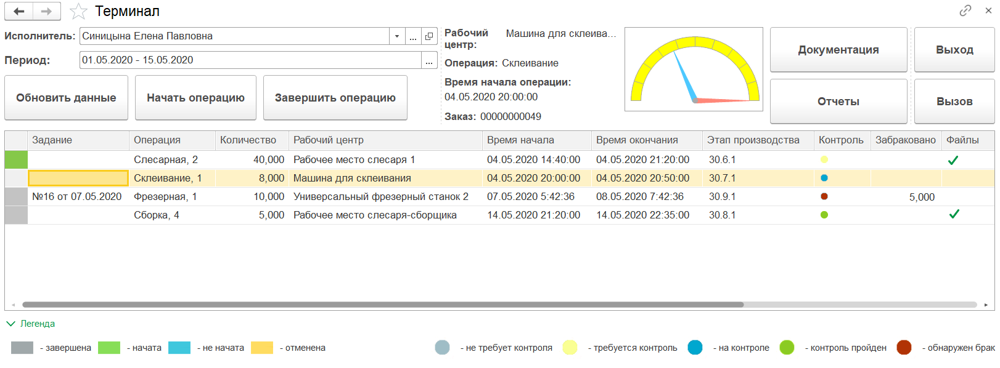 Терминал
Исполнитель: Синицына Елена Павловна
Период: 01.05.2020 - 15.05.2020
Обновить данные Начать операцию Завершить операцию
Рабочий центр: Машина для склеива...
Операция: Склеивание
Время начала операции:
04.05.2020 20:00:00
Заказ: 00000000049
Документация Выход
Отчеты Вызов
Задание Операция Количество Рабочий центр Время начала Время окончания Этап производства Контроль Забраковано Файлы
Слесарная, 2 40,000 Рабочее место слесаря 1 04.05.2020 14:40:00 04.05.2020 21:20:00 30.6.1
Склеивание, 1 8,000 Машина для склеивания 04.05.2020 20:00:00 04.05.2020 20:50:00 30.7.1
№16 от 07.05.2020 Фрезерная, 1 10,000 Универсальный фрезерный станок 2 07.05.2020 5:42:36 08.05.2020 7:42:36 30.9.1 5,000
Сборка, 4 5,000 Рабочее место слесаря-сборщика 14.05.2020 21:20:00 14.05.2020 22:35:00 30.8.1
Легенда
- завершена - начата - не начата - отменена - не требует контроля - требуется контроль - на контроле - контроль пройден - обнаружен брак